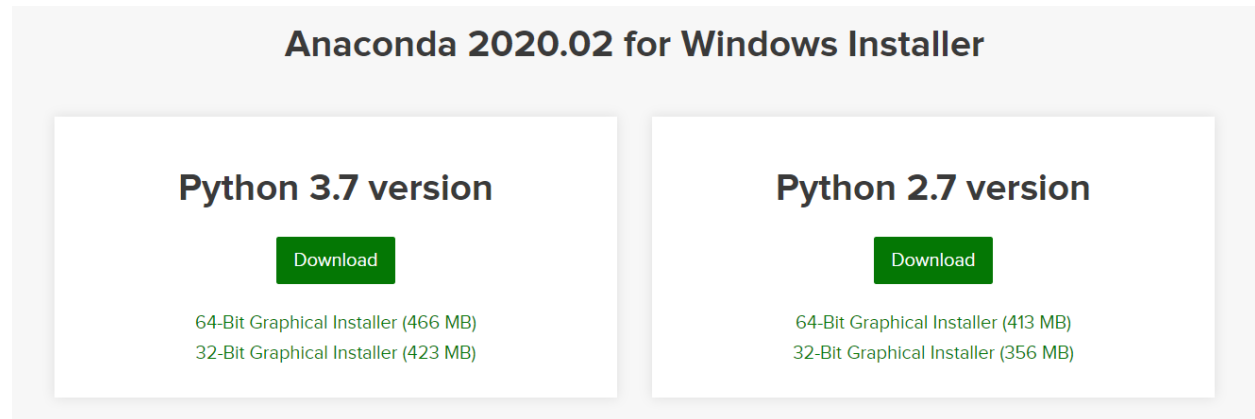 Anaconda 2020.02 for Windows Installer
Python 3.7 version
Download
64-Bit Graphical Installer (466 MB)
32-Bit Graphical Installer (423 MB)
Python 2.7 version
Download
64-Bit Graphical Installer (413 MB)
32-Bit Graphical Installer (356 MB)